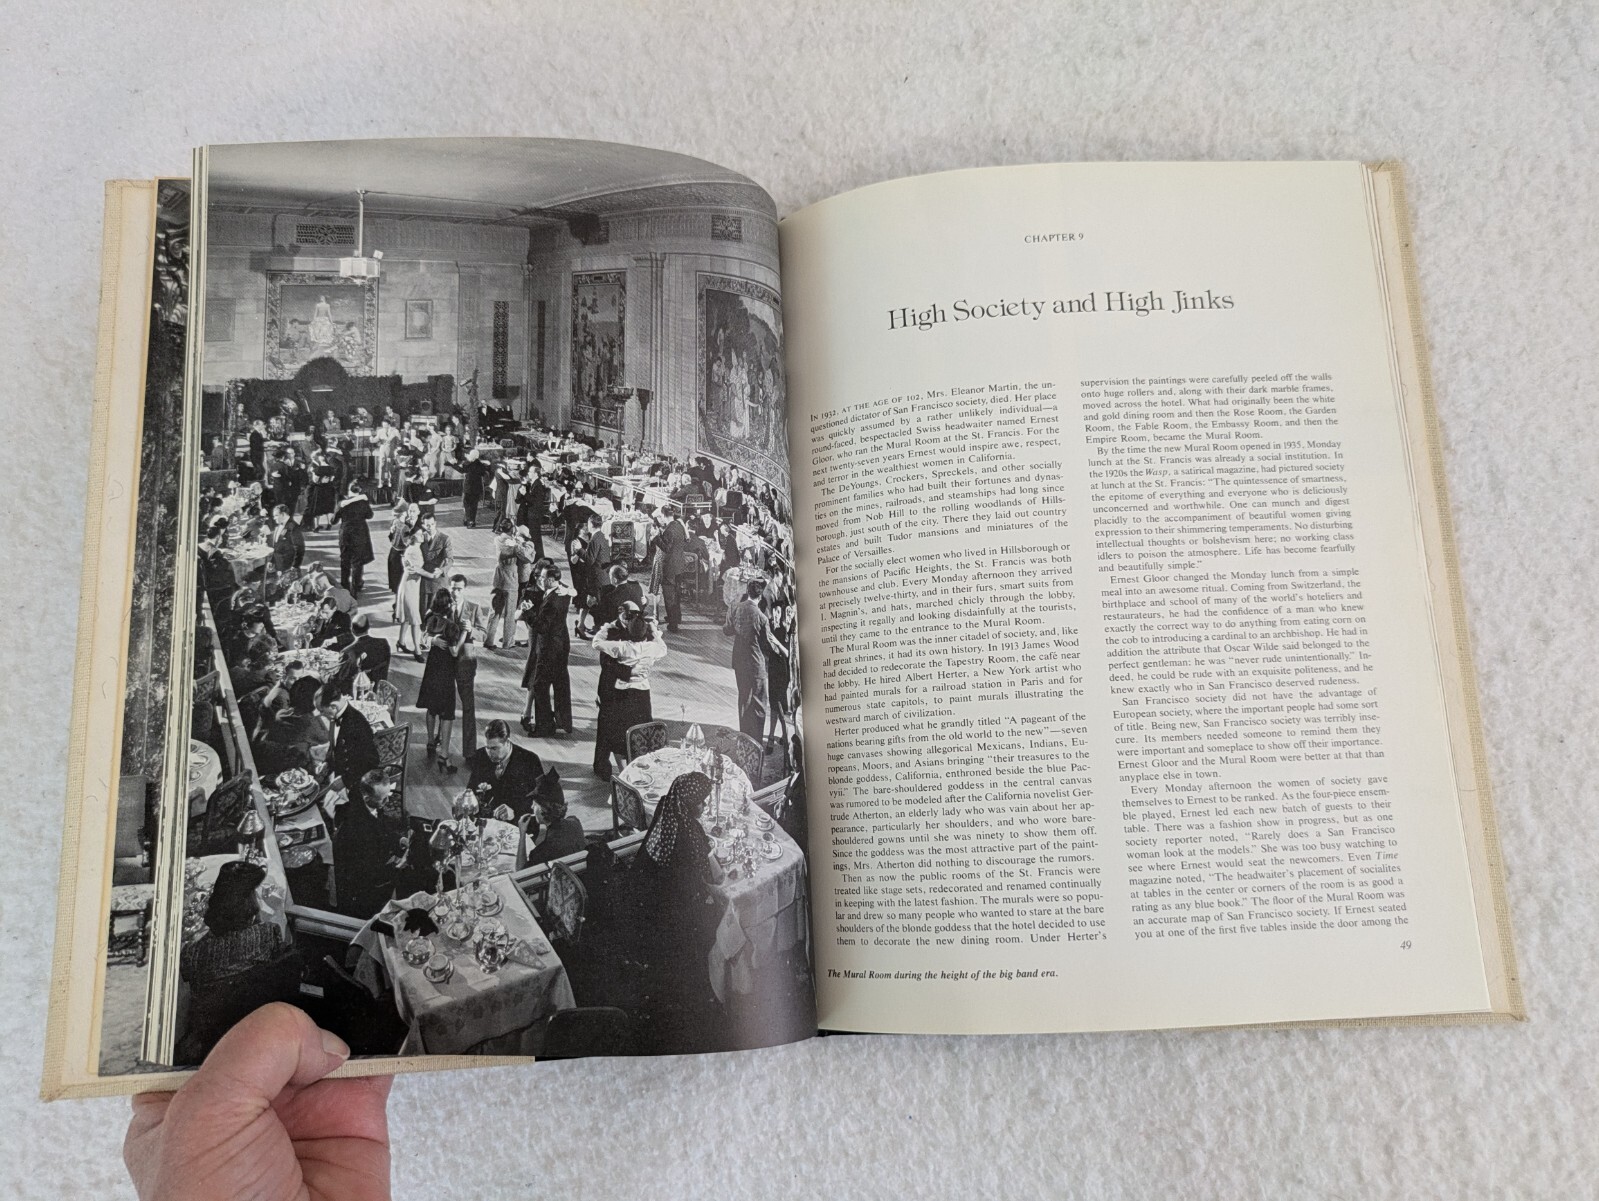 CHAPTER 9
High Society and High Jinks
IN 1932, AT THE AGE OF 102, Mrs. Eleanor Martin, the un-
questioned dictator of San Francisco society, died. Her place
was quickly assumed by a rather unlikely individual—a
round-faced, bespectacled Swiss headwaiter named Ernest
Gloor, who ran the Mural Room at the St. Francis. For the
next twenty-seven years Ernest would inspire awe, respect,
and terror in the wealthiest women in California.
The DeYoungs, Crockers, Spreckels, and other socially
prominent families who had built their fortunes and dynas-
ties on the mines, railroads, and steamships had long since
moved from Nob Hill to the rolling woodlands of Hills-
borough, just south of the city. There they laid out country
estates and built Tudor mansions and miniatures of the
Palace of Versailles.
For the socially elect women who lived in Hillsborough or
the mansions of Pacific Heights, the St. Francis was both
townhouse and club. Every Monday afternoon they arrived
at precisely twelve-thirty, and in their furs, smart suits from
I. Magnin's, and hats, marched chicly through the lobby,
inspecting it regally and looking disdainfully at the tourists,
until they came to the entrance to the Mural Room.
The Mural Room was the inner citadel of society, and, like
all great shrines, it had its own history. In 1913 James Wood
had decided to redecorate the Tapestry Room, the café near
the lobby. He hired Albert Herter, a New York artist who
had painted murals for a railroad station in Paris and for
numerous state capitols, to paint murals illustrating the
westward march of civilization.
Herter produced what he grandly titled "A pageant of the
nations bearing gifts from the old world to the new"—seven
huge canvases showing allegorical Mexicans, Indians, Eu-
ropeans, Moors, and Asians bringing "their treasures to the
blonde goddess, California, enthroned beside the blue Pac-
vyii." The bare-shouldered goddess in the central canvas
was rumored to be modeled after the California novelist Ger-
trude Atherton, an elderly lady who was vain about her ap-
pearance, particularly her shoulders, and who wore bare-
shouldered gowns until she was ninety to show them off.
Since the goddess was the most attractive part of the paint-
ings, Mrs. Atherton did nothing to discourage the rumors.
Then as now the public rooms of the St. Francis were
treated like stage sets, redecorated and renamed continually
in keeping with the latest fashion. The murals were so popu-
lar and drew so many people who wanted to stare at the bare
shoulders of the blonde goddess that the hotel decided to use
them to decorate the new dining room. Under Herter's
supervision the paintings were carefully peeled off the walls
onto huge rollers and, along with their dark marble frames,
moved across the hotel. What had originally been the white
and gold dining room and then the Rose Room, the Garden
Room, the Fable Room, the Embassy Room, and then the
Empire Room, became the Mural Room.
By the time the new Mural Room opened in 1935, Monday
lunch at the St. Francis was already a social institution. In
the 1920s the Wasp, a satirical magazine, had pictured society
at lunch at the St. Francis: "The quintessence of smartness,
the epitome of everything and everyone who is deliciously
unconcerned and worthwhile. One can munch and digest
placidly to the accompaniment of beautiful women giving
expression to their shimmering temperaments. No disturbing
intellectual thoughts or bolshevism here; no working class
idlers to poison the atmosphere. Life has become fearfully
and beautifully simple."
Ernest Gloor changed the Monday lunch from a simple
meal into an awesome ritual. Coming from Switzerland, the
birthplace and school of many of the world's hoteliers and
restaurateurs, he had the confidence of a man who knew
exactly the correct way to do anything from eating corn on
the cob to introducing a cardinal to an archbishop. He had in
addition the attribute that Oscar Wilde said belonged to the
perfect gentleman: he was "never rude unintentionally." In-
deed, he could be rude with an exquisite politeness, and he
knew exactly who in San Francisco deserved rudeness.
San Francisco society did not have the advantage of
European society, where the important people had some sort
of title. Being new, San Francisco society was terribly inse-
cure. Its members needed someone to remind them they
were important and someplace to show off their importance.
Ernest Gloor and the Mural Room were better at that than
anyplace else in town.
Every Monday afternoon the women of society gave
themselves to Ernest to be ranked. As the four-piece ensem-
ble played, Ernest led each new batch of guests to their
table. There was a fashion show in progress, but as one
society reporter noted, "Rarely does a San Francisco
woman look at the models." She was too busy watching to
see where Ernest would seat the newcomers. Even Time
magazine noted, "The headwaiter's placement of socialites
at tables in the center or corners of the room is as good a
rating as any blue book." The floor of the Mural Room was
an accurate map of San Francisco society. If Ernest seated
you at one of the first five tables inside the door among the
49
The Mural Room during the height of the big band era.